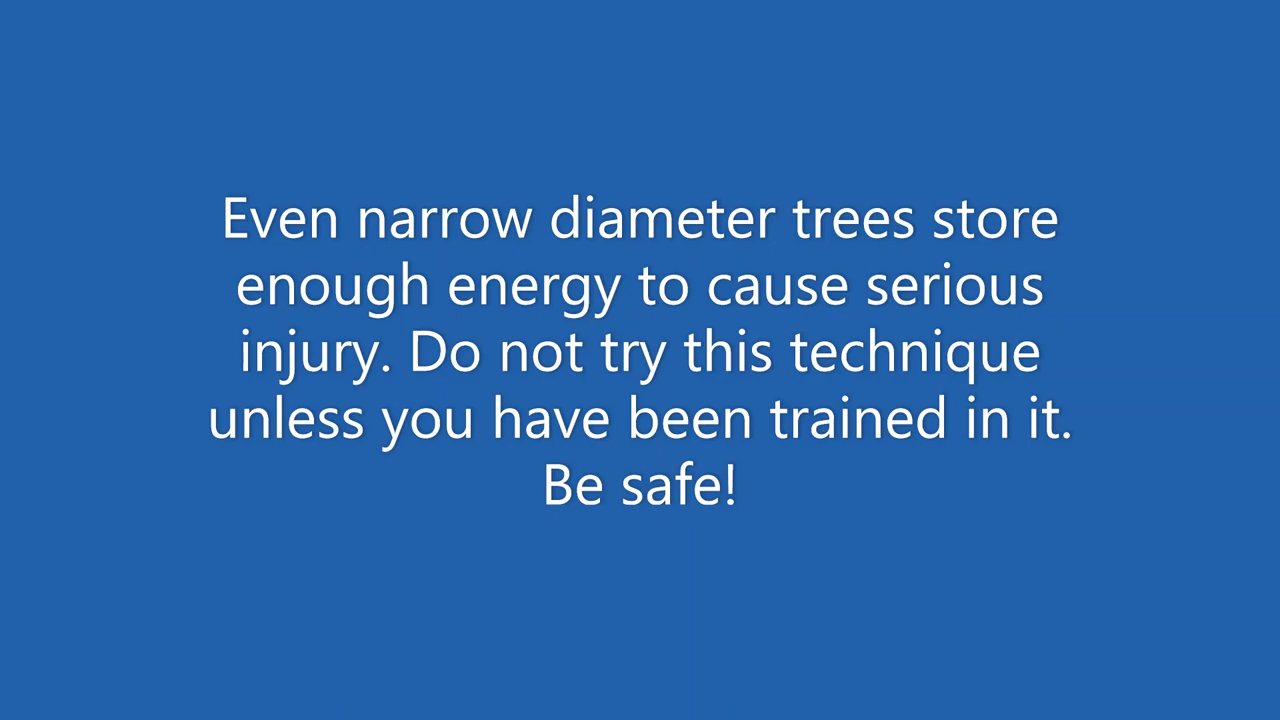 Even narrow diameter trees store
enough energy to cause serious
injury. Do not try this technique
unless you have been trained in it.
Be safe!